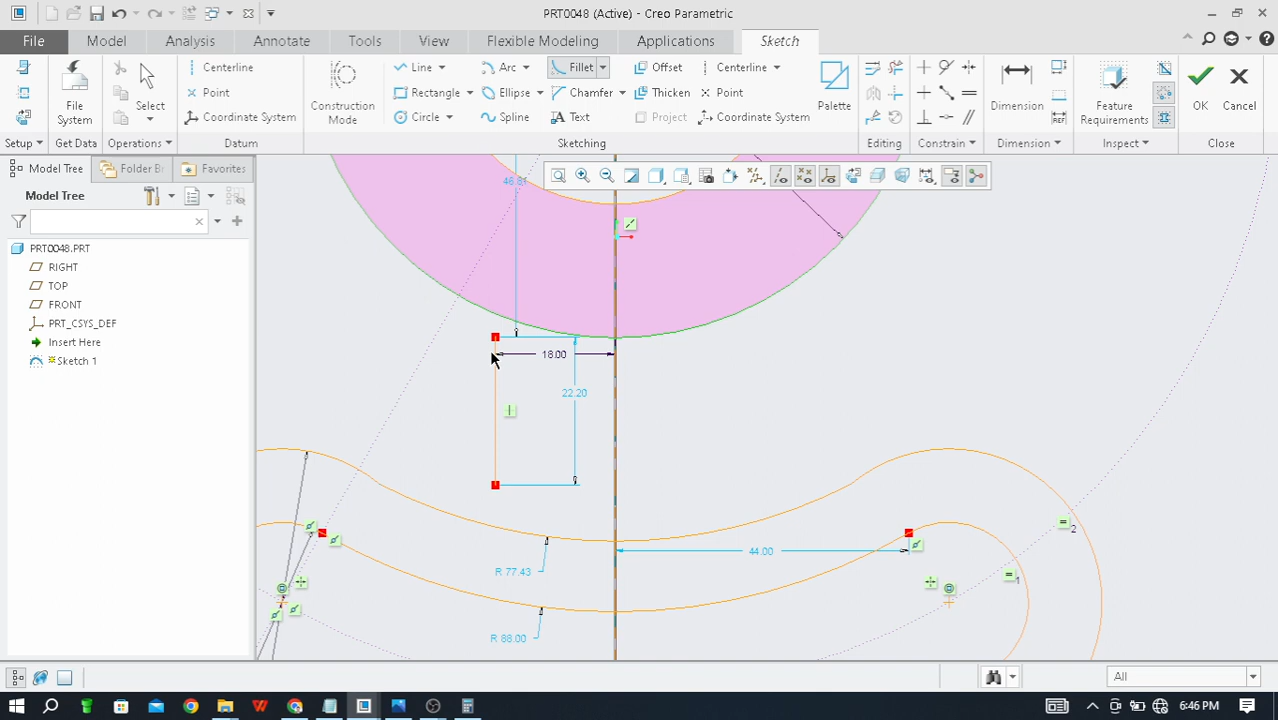 PRT0048 (Active) - Creo Parametric
File Model Analysis Annotate Tools View Flexible Modeling Applications Sketch
File System
Select
Centerline
Point
Coordinate System
Construction Mode
Line Arc Fillet Offset Centerline
Rectangle Ellipse Chamfer Thicken Point
Circle Spline Text Project Coordinate System
Palette
Dimension
Feature Requirements
OK Cancel
Setup Get Data Operations Datum Sketching Editing Constrain Dimension Inspect Close
Model Tree Folder Br Favorites
Model Tree
PRT0048.PRT
RIGHT
TOP
FRONT
PRT_CSYS_DEF
Insert Here
Sketch 1
18.00
22.20
44.00
R 77.43
R 88.00
2
1
All
6:46 PM